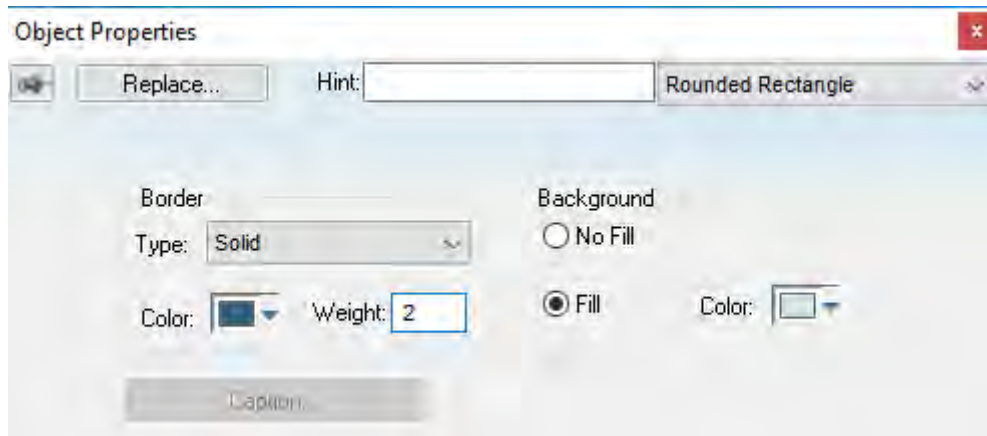 Object Properties
Replace... Hint: Rounded Rectangle
Border Background
Type: Solid No Fill
Color: Weight: 2 Fill Color:
Caption...